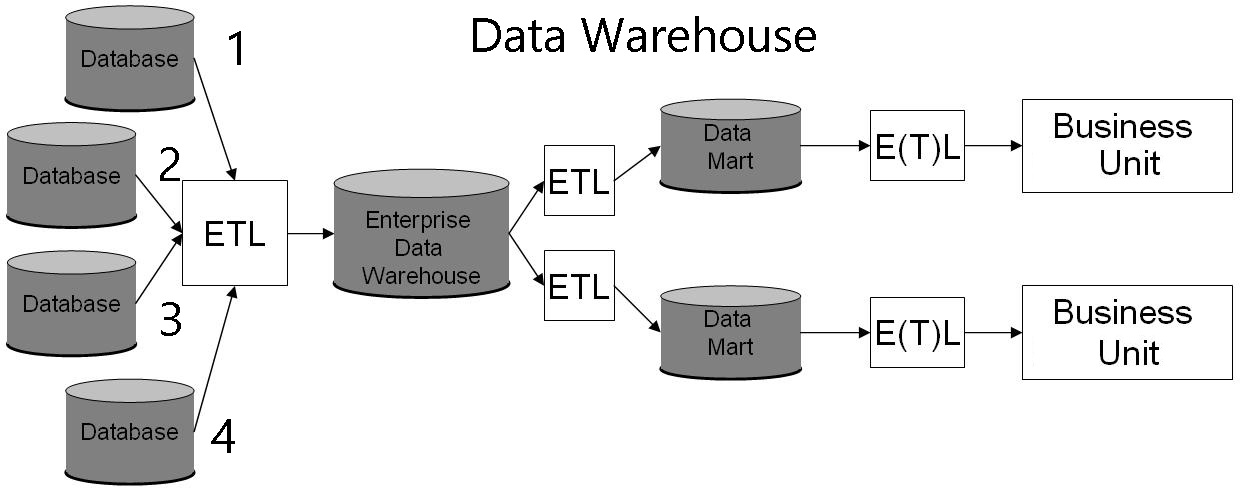 Data Warehouse
Database
1
Database
2
Database
3
Database
4
ETL
Enterprise
Data
Warehouse
ETL
ETL
Data
Mart
Data
Mart
E(T)L
E(T)L
Business
Unit
Business
Unit